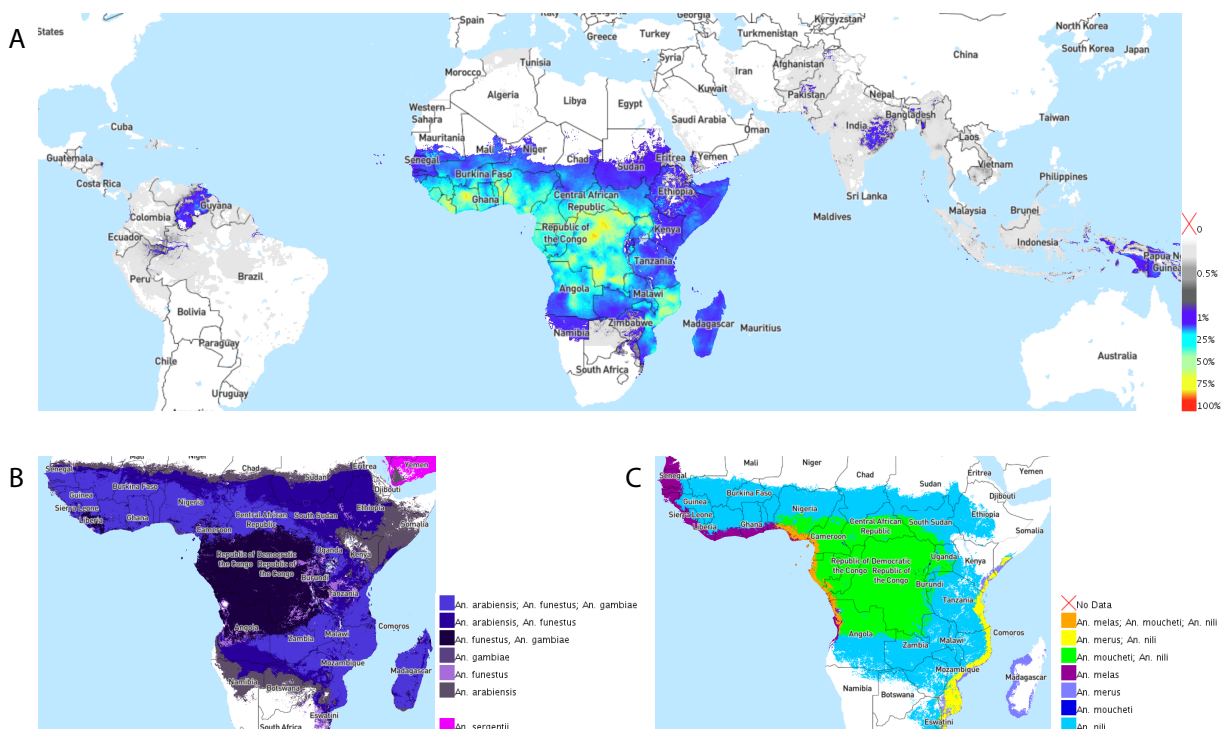 A
States
Spain
Greece
Turkey
Georgia
Turkmenistan
Kyrgyzstan
North Korea
South Korea
Japan
China
Morocco
Tunisia
Syria
Iran
Afghanistan
Algeria
Libya
Egypt
Kuwait
Pakistan
Nepal
Bangladesh
Western
Sahara
Saudi Arabia
Oman
India
Taiwan
Cuba
Mauritania
Mali
Niger
Chad
Sudan
Eritrea
Yemen
Laos
Guatemala
Senegal
Burkina Faso
Ethiopia
Vietnam
Philippines
Costa Rica
Ghana
Central African
Republic
Sri Lanka
Colombia
Guyana
Maldives
Malaysia
Brunei
Ecuador
Republic of
the Congo
Kenya
Indonesia
Tanzania
Papua N
Guinea
Peru
Brazil
Angola
Malawi
Bolivia
Namibia
Zimbabwe
Madagascar
Mauritius
Paraguay
Chile
South Africa
Australia
Uruguay
0
0.5%
1%
25%
75%
100%
B
Senegal
Chad
Sudan
Eritrea
Yemen
Guinea
Burkina Faso
Nigeria
Djibouti
Sierra Leone
Liberia
Ghana
Central African
Republic
South Sudan
Ethiopia
Somalia
Cameroon
Republic of
the Congo
Democratic
Republic of
the Congo
Uganda
Kenya
Burundi
Tanzania
Angola
Zambia
Malawi
Comoros
Mozambique
Madagascar
Namibia
Botswana
Eswatini
South Africa
An. arabiensis; An. funestus; An. gambiae
An. arabiensis, An. funestus
An. funestus, An. gambiae
An. gambiae
An. funestus
An. arabiensis
An. sergentii
C
Senegal
Mali
Niger
Chad
Sudan
Eritrea
Yemen
Guinea
Burkina Faso
Nigeria
Djibouti
Sierra Leone
Liberia
Ghana
Central African
Republic
South Sudan
Ethiopia
Somalia
Cameroon
Republic of
the Congo
Democratic
Republic of
the Congo
Uganda
Kenya
Burundi
Tanzania
Angola
Zambia
Malawi
Comoros
Mozambique
Madagascar
Namibia
Botswana
Eswatini
No Data
An. melas; An. moucheti; An. nili
An. merus; An. nili
An. moucheti; An. nili
An. melas
An. merus
An. moucheti
An. nili